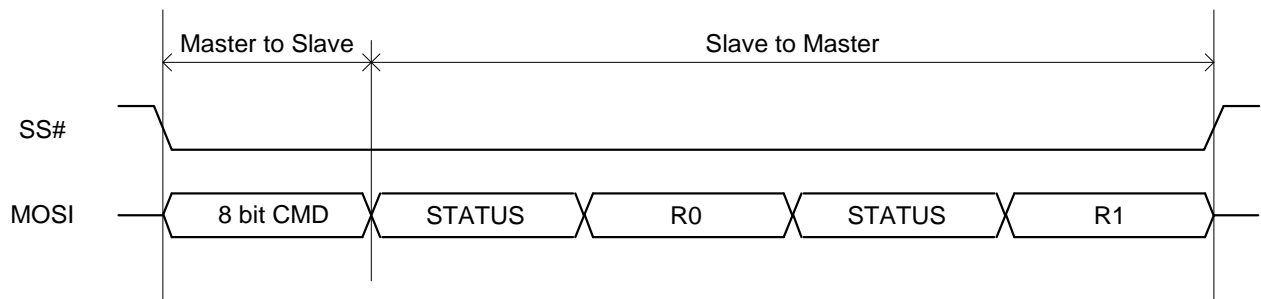 Master to Slave Slave to Master
SS#
MOSI 8 bit CMD STATUS R0 STATUS R1